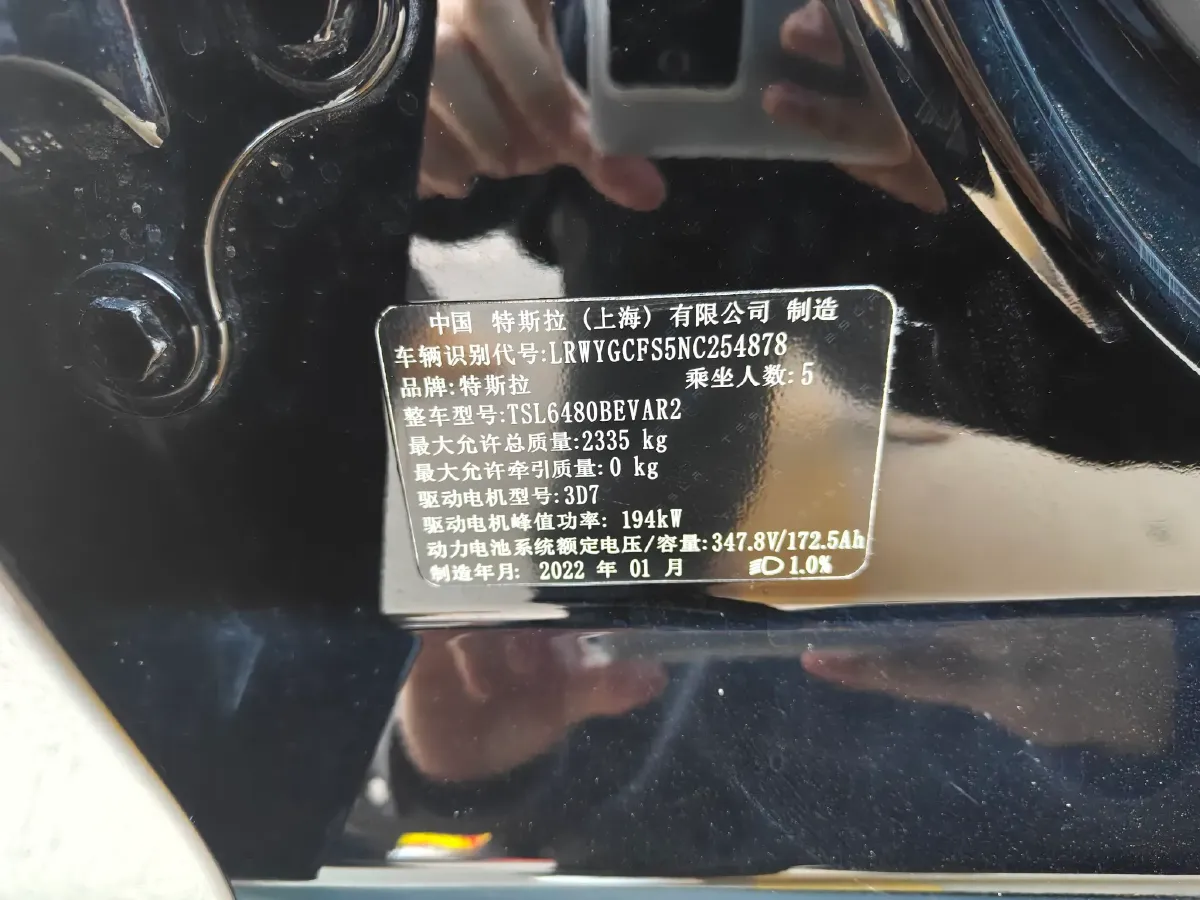 中国 特斯拉（上海）有限公司 制造
车辆识别代号:LRWYGCFS5NC254878
品牌:特斯拉 乘坐人数:5
整车型号:TSL6480BEVAR2
最大允许总质量:2335 kg
最大允许牵引质量:0 kg
驱动电机型号:3D7
驱动电机峰值功率: 194kW
动力电池系统额定电压/容量:347.8V/172.5Ah
制造年月: 2022 年 01 月 1.0%